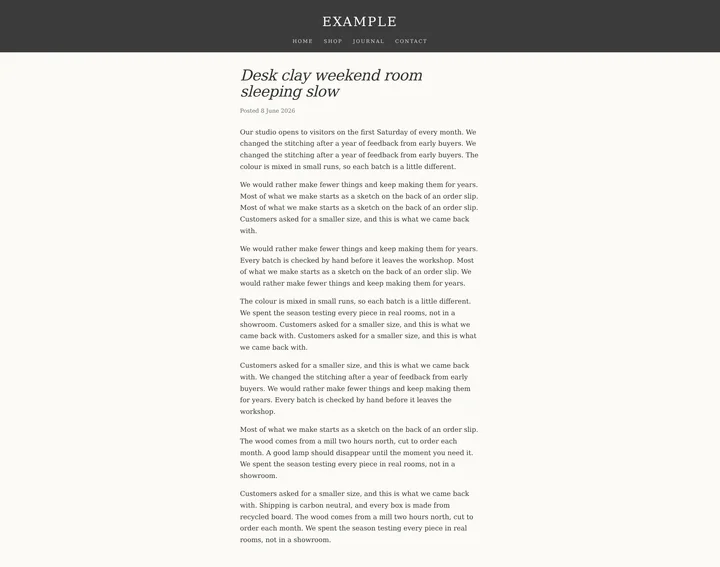 EXAMPLE
HOME SHOP JOURNAL CONTACT
Desk clay weekend room
sleeping slow
Posted 8 June 2026
Our studio opens to visitors on the first Saturday of every month. We
changed the stitching after a year of feedback from early buyers. We
changed the stitching after a year of feedback from early buyers. The
colour is mixed in small runs, so each batch is a little different.
We would rather make fewer things and keep making them for years.
Most of what we make starts as a sketch on the back of an order slip.
Most of what we make starts as a sketch on the back of an order slip.
Customers asked for a smaller size, and this is what we came back
with.
We would rather make fewer things and keep making them for years.
Every batch is checked by hand before it leaves the workshop. Most
of what we make starts as a sketch on the back of an order slip. We
would rather make fewer things and keep making them for years.
The colour is mixed in small runs, so each batch is a little different.
We spent the season testing every piece in real rooms, not in a
showroom. Customers asked for a smaller size, and this is what we
came back with. Customers asked for a smaller size, and this is what
we came back with.
Customers asked for a smaller size, and this is what we came back
with. We changed the stitching after a year of feedback from early
buyers. We would rather make fewer things and keep making them
for years. Every batch is checked by hand before it leaves the
workshop.
Most of what we make starts as a sketch on the back of an order slip.
The wood comes from a mill two hours north, cut to order each
month. A good lamp should disappear until the moment you need it.
We spent the season testing every piece in real rooms, not in a
showroom.
Customers asked for a smaller size, and this is what we came back
with. Shipping is carbon neutral, and every box is made from
recycled board. The wood comes from a mill two hours north, cut to
order each month. We spent the season testing every piece in real
rooms, not in a showroom.